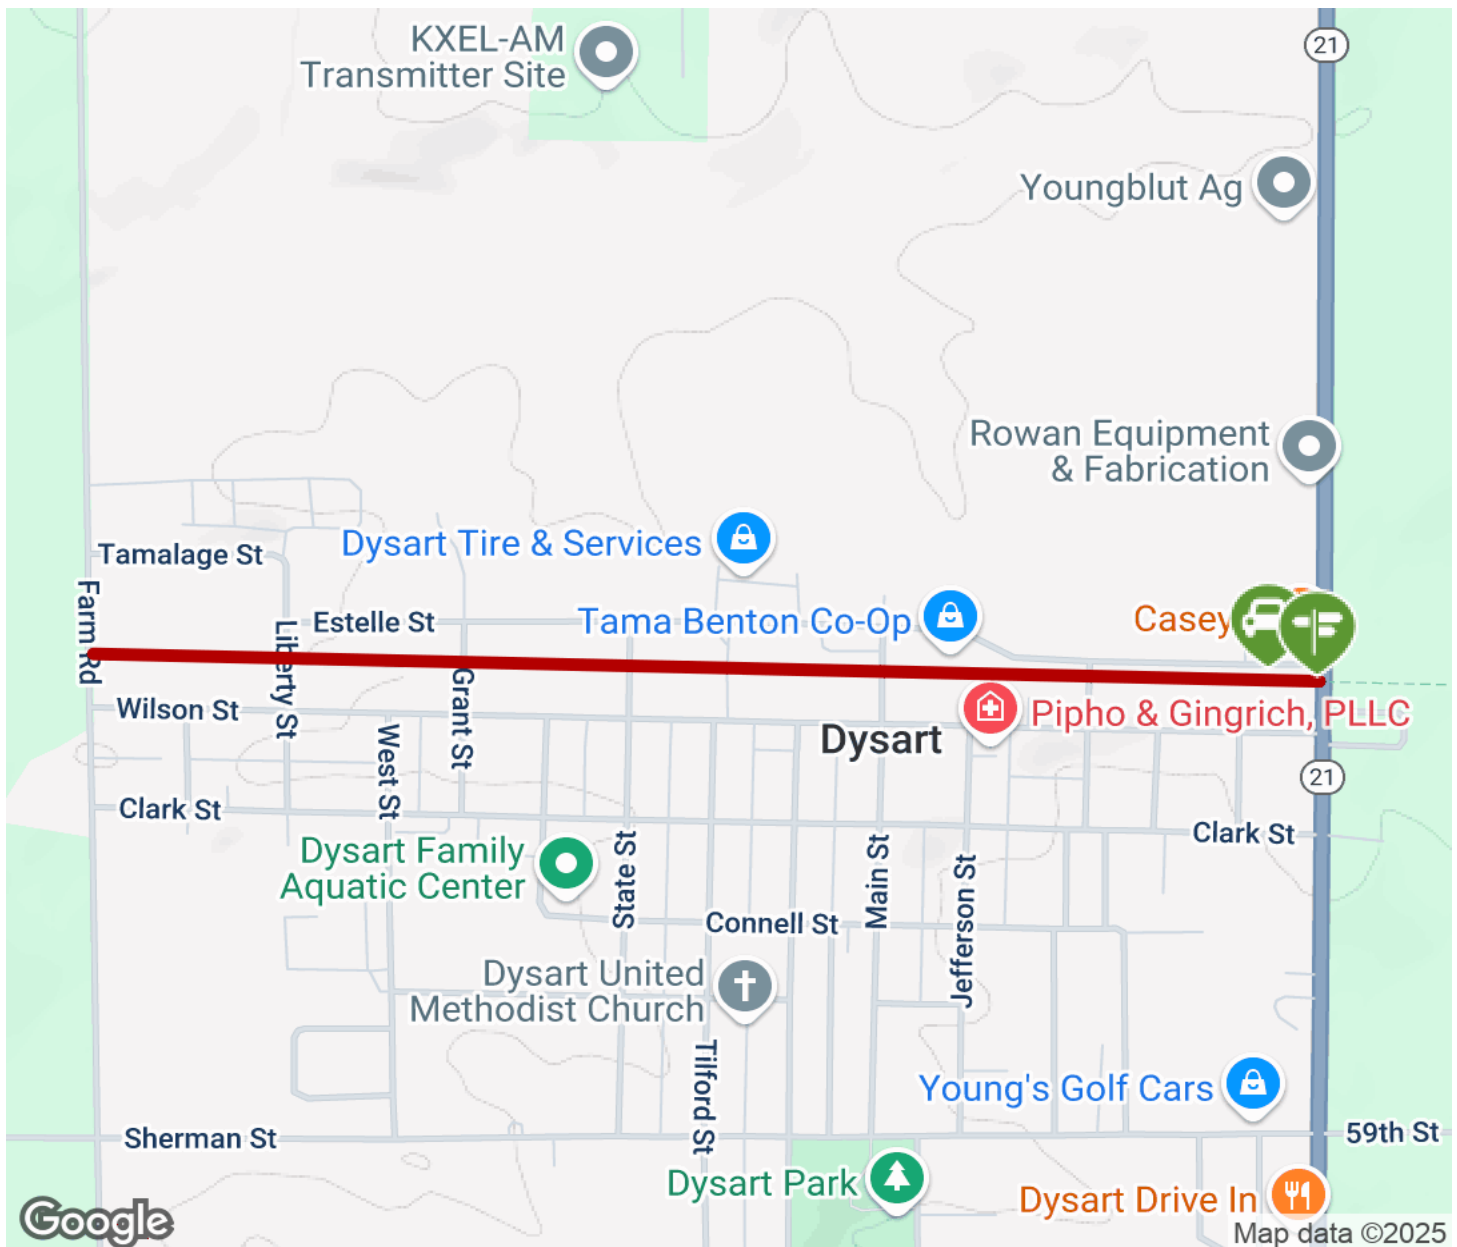 KXEL-AM
Transmitter Site
21
Youngblut Ag
Rowan Equipment
& Fabrication
Dysart Tire & Services
Tamalage St
Farm Rd
Estelle St
Tama Benton Co-Op
Casey
Liberty St
Grant St
Wilson St
West St
Pipho & Gingrich, PLLC
Dysart
21
Clark St
Clark St
Dysart Family
Aquatic Center
State St
Main St
Jefferson St
Connell St
Dysart United
Methodist Church
Tilford St
Young's Golf Cars
Sherman St
59th St
Dysart Park
Dysart Drive In
Google
Map data ©2025